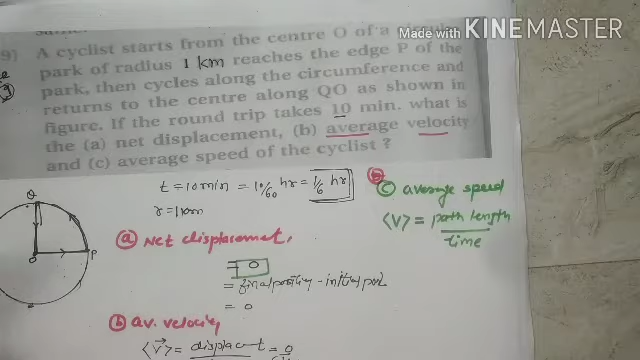 Made with KINEMASTER
9) A cyclist starts from the centre O of a
park of radius 1 km reaches the edge P of the
park, then cycles along the circumference and
returns to the centre along QO as shown in
figure. If the round trip takes 10 min. what is
the (a) net displacement, (b) average velocity
and (c) average speed of the cyclist ?
t = 10 min = 10/60 hr = 1/6 hr
r = 1 km
(c) average speed
<V> = path length
time
(a) Net displacement.
= 0
= final position - initial pos
= 0
Q
O
P
(b) av. velocity
<V> = displace t = 0